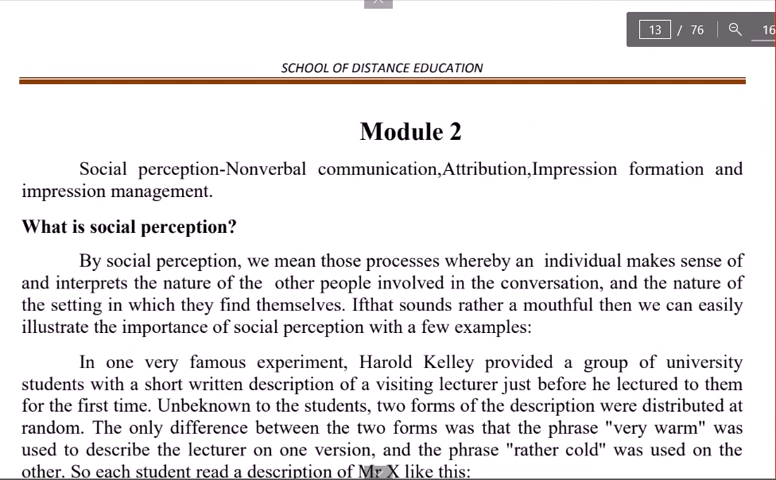 13 / 76 16
SCHOOL OF DISTANCE EDUCATION
Module 2
Social perception-Nonverbal communication,Attribution,Impression formation and
impression management.
What is social perception?
By social perception, we mean those processes whereby an individual makes sense of
and interprets the nature of the other people involved in the conversation, and the nature of
the setting in which they find themselves. Ifthat sounds rather a mouthful then we can easily
illustrate the importance of social perception with a few examples:
In one very famous experiment, Harold Kelley provided a group of university
students with a short written description of a visiting lecturer just before he lectured to them
for the first time. Unbeknown to the students, two forms of the description were distributed at
random. The only difference between the two forms was that the phrase "very warm" was
used to describe the lecturer on one version, and the phrase "rather cold" was used on the
other. So each student read a description of Mr X like this: